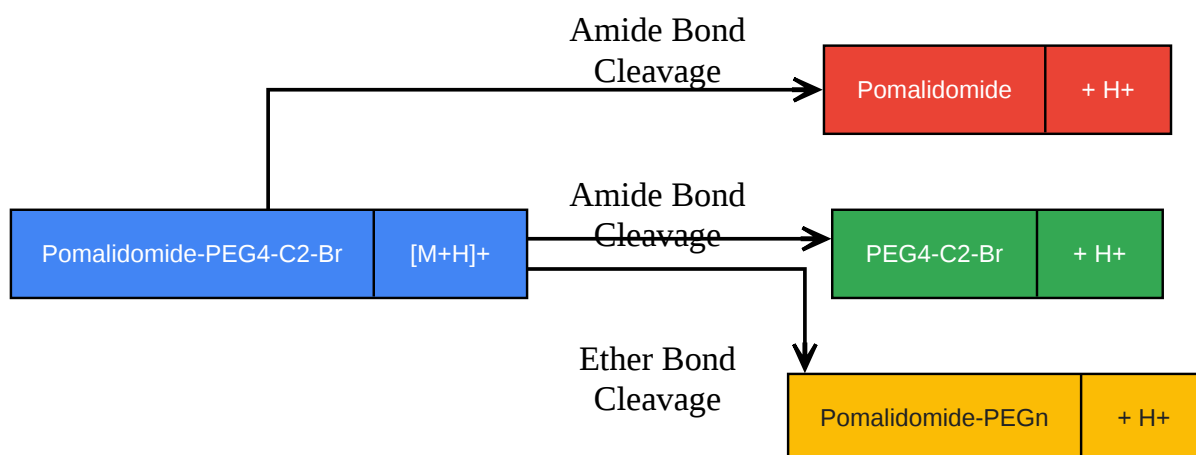 Amide Bond
Cleavage
Pomalidomide
+ H+
Amide Bond
Cleavage
Pomalidomide-PEG4-C2-Br
[M+H]+
PEG4-C2-Br
+ H+
Ether Bond
Cleavage
Pomalidomide-PEGn
+ H+